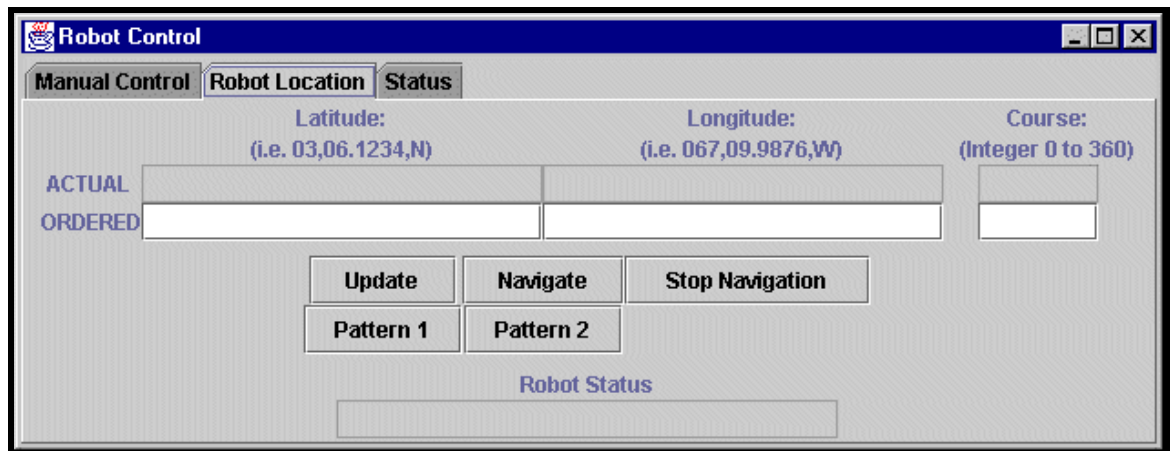 Robot Control
Manual Control Robot Location Status
Latitude: Longitude: Course:
(i.e. 03,06.1234,N) (i.e. 067,09.9876,W) (Integer 0 to 360)
ACTUAL
ORDERED
Update Navigate Stop Navigation
Pattern 1 Pattern 2
Robot Status